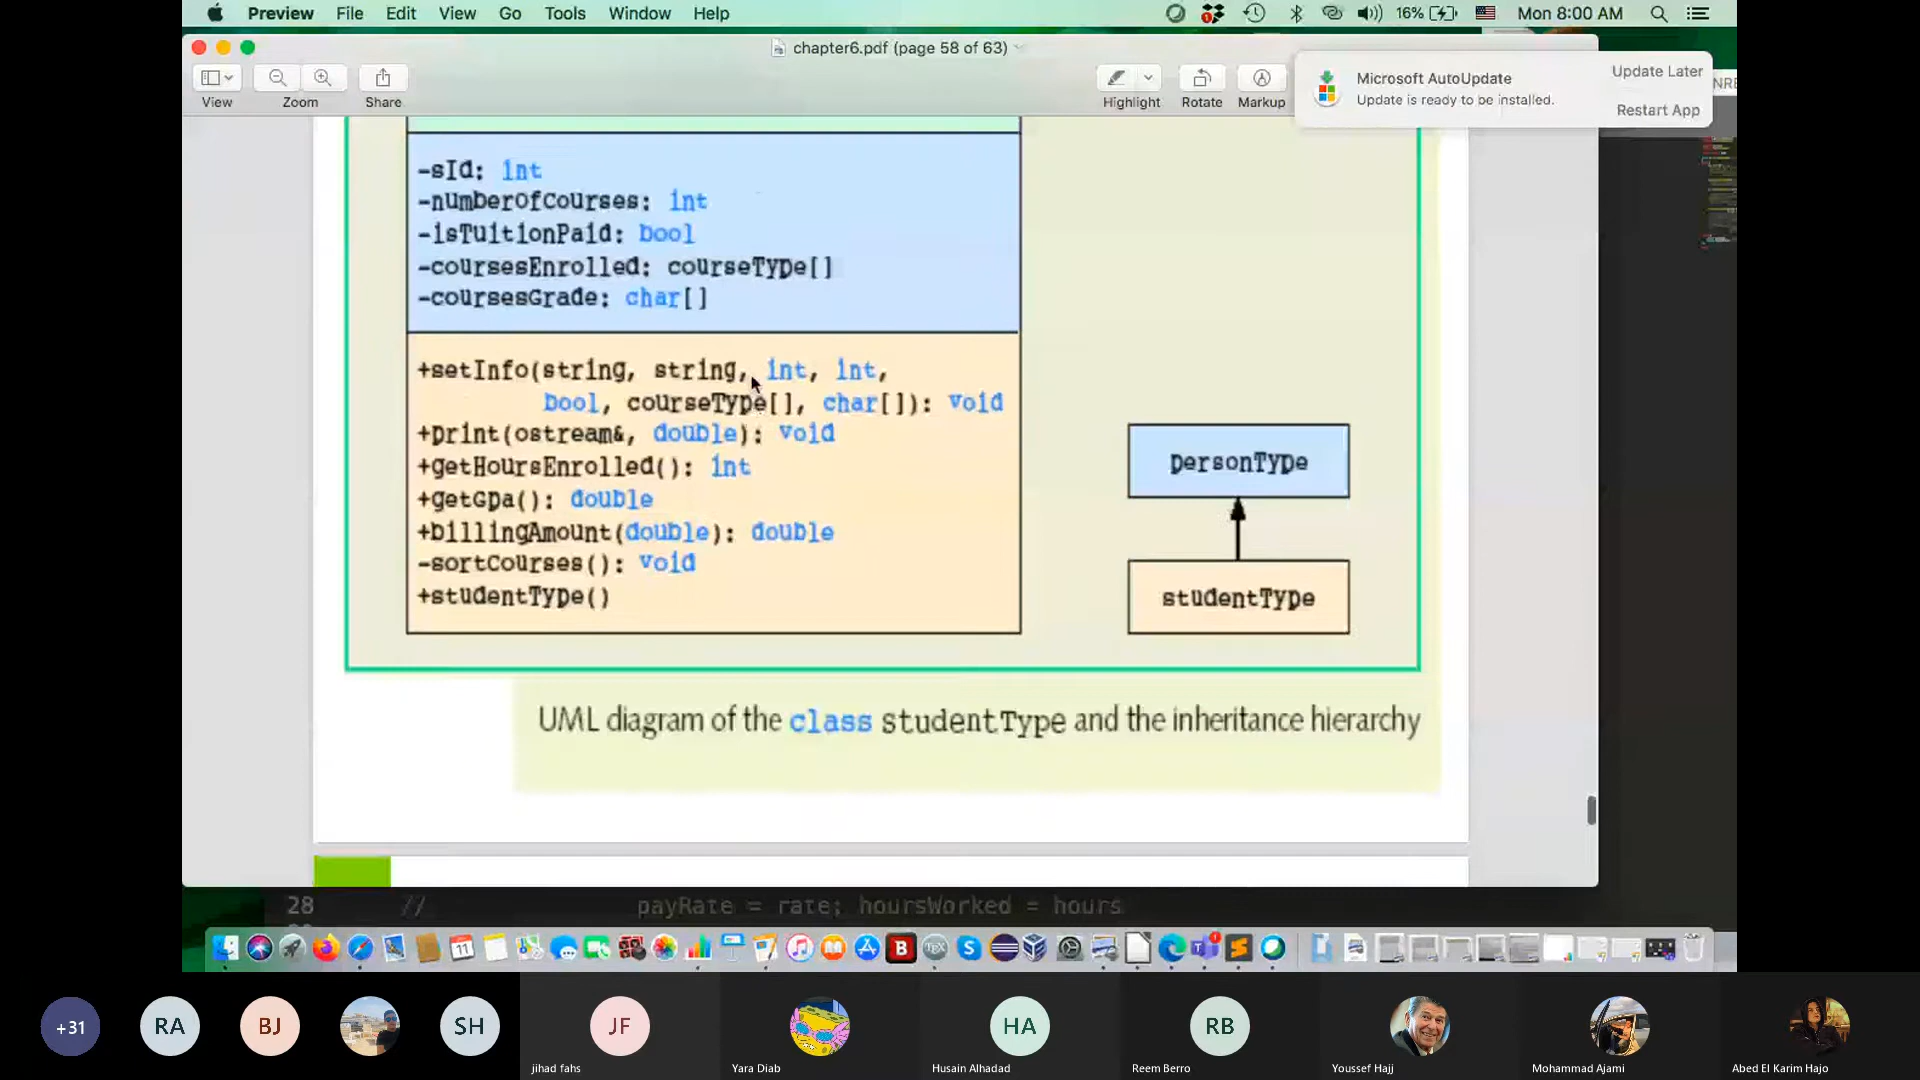 Preview File Edit View Go Tools Window Help
16% Mon 8:00 AM
chapter6.pdf (page 58 of 63)
View Zoom Share Highlight Rotate Markup
Microsoft AutoUpdate
Update is ready to be installed.
Update Later
Restart App
-sId: int
-numberOfCourses: int
-isTuitionPaid: bool
-coursesEnrolled: courseType[]
-coursesGrade: char[]
+setInfo(string, string, int, int,
bool, courseType[], char[]): void
+print(ostream&, double): void
+getHoursEnrolled(): int
+getGpa(): double
+billingAmount(double): double
-sortCourses(): void
+studentType()
personType
studentType
UML diagram of the class studentType and the inheritance hierarchy
28 // payRate = rate; hoursWorked = hours
+31 RA BJ SH JF HA RB
jihad fahs Yara Diab Husain Alhadad Reem Berro Youssef Hajj Mohammad Ajami Abed El Karim Hajo